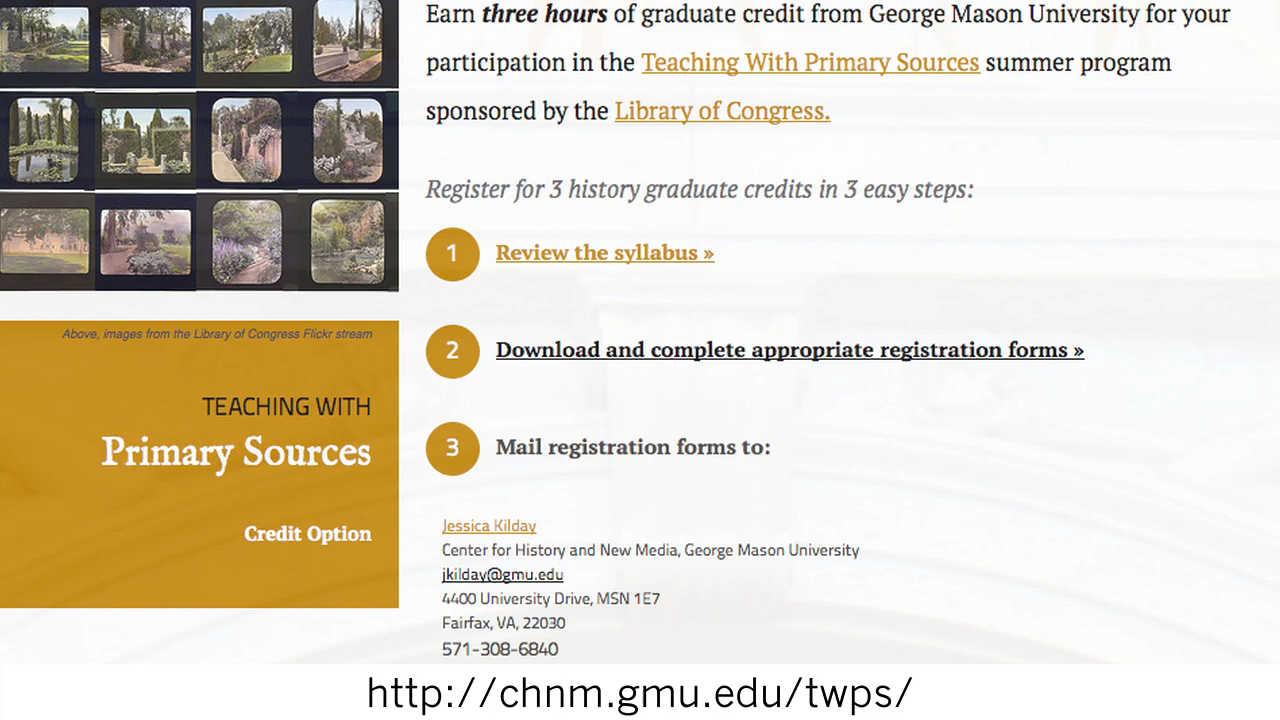 Earn three hours of graduate credit from George Mason University for your
participation in the Teaching With Primary Sources summer program
sponsored by the Library of Congress.
Register for 3 history graduate credits in 3 easy steps:
1 Review the syllabus »
2 Download and complete appropriate registration forms »
3 Mail registration forms to:
Jessica Kilday
Center for History and New Media, George Mason University
jkilday@gmu.edu
4400 University Drive, MSN 1E7
Fairfax, VA, 22030
571-308-6840
Above, images from the Library of Congress Flickr stream
TEACHING WITH
Primary Sources
Credit Option
http://chnm.gmu.edu/twps/